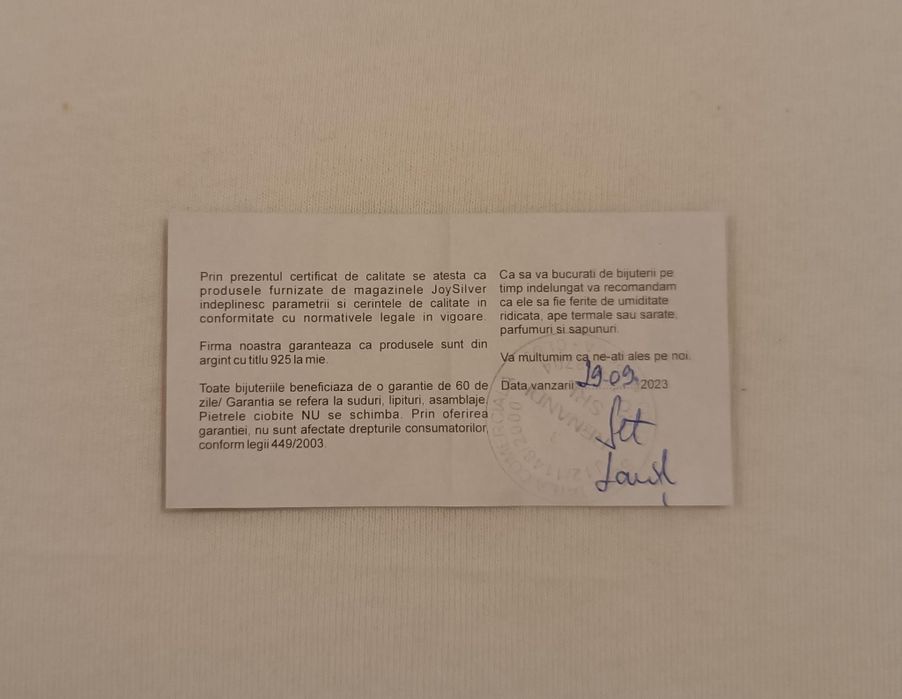 Prin prezentul certificat de calitate se atesta ca
produsele furnizate de magazinele JoySilver
indeplinesc parametrii si cerintele de calitate in
conformitate cu normativele legale in vigoare.
Firma noastra garanteaza ca produsele sunt din
argint cu titlu 925 la mie.
Toate bijuteriile beneficiaza de o garantie de 60 de
zile/ Garantia se refera la suduri, lipituri, asamblaje.
Pietrele ciobite NU se schimba. Prin oferirea
garantiei, nu sunt afectate drepturile consumatorilor,
conform legii 449/2003.
Ca sa va bucurati de bijuterii pe
timp indelungat va recomandam
ca ele sa fie ferite de umiditate
ridicata, ape termale sau sarate,
parfumuri si sapunuri.
Va multumim ca ne-ati ales pe noi.
Data vanzarii 29.09. 2023
Set